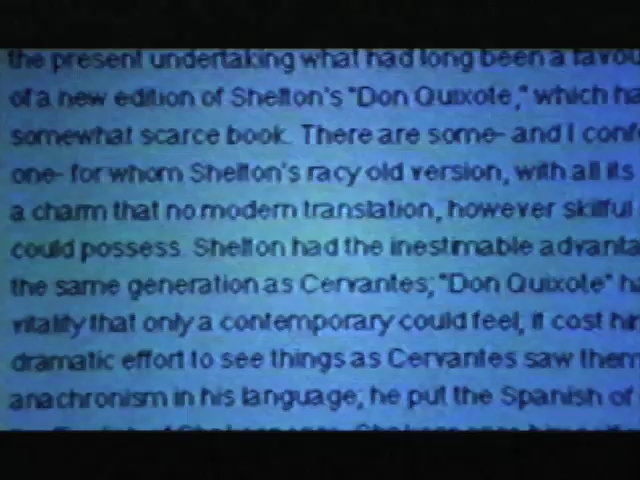 the present undertaking what had long been a favou
of a new edition of Shelton's "Don Quixote," which ha
somewhat scarce book. There are some- and I conf
one- for whom Shelton's racy old version, with all its
a charm that no modern translation, however skilful
could possess. Shelton had the inestimable advanta
the same generation as Cervantes; "Don Quixote" ha
vitality that only a contemporary could feel; it cost him
dramatic effort to see things as Cervantes saw them
anachronism in his language; he put the Spanish of